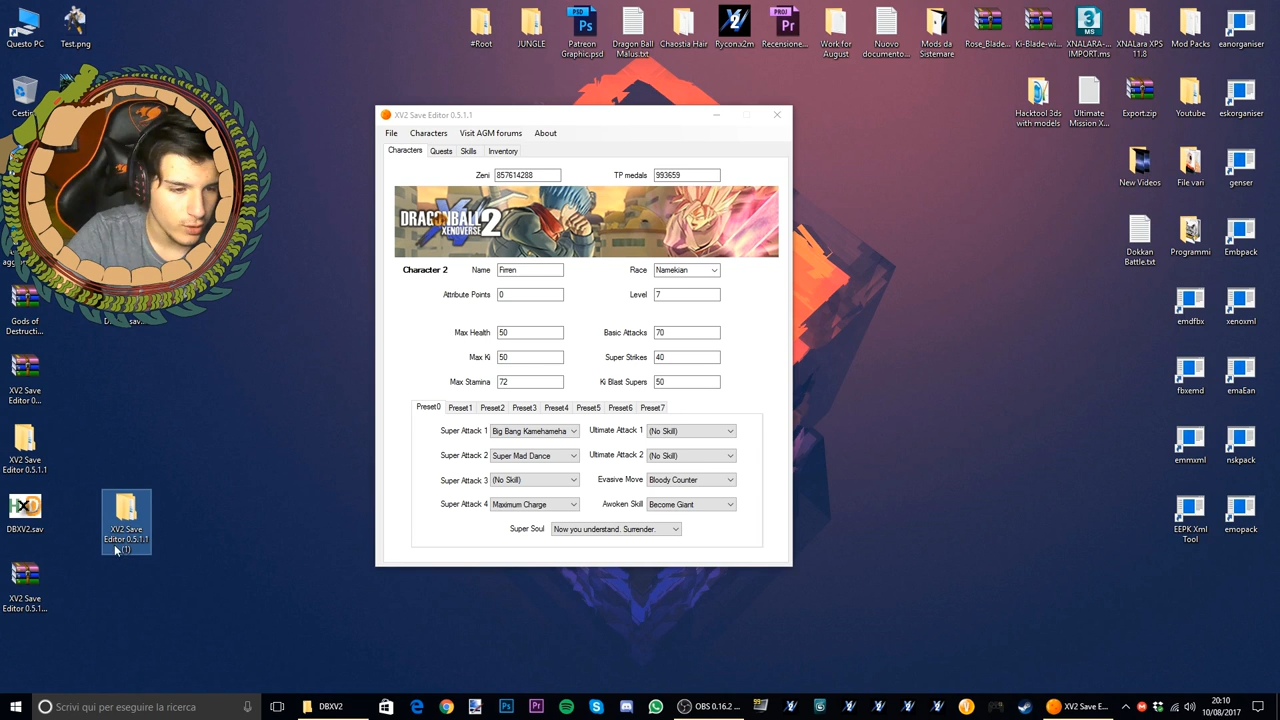 Questo PC
Test.png
#Root
JUNGLE
Patreon
Graphic.psd
Dragon Ball
Malus.txt
Chaostia Hair
Ryconazm
Recensione...
Work for
August
Nuovo
documento...
Mods da
Sistemare
Rose_Blade...
Ki-Blade-wi...
XNALARA-...
IMPORT.ms
XNALara XPS
11.8
Mod Packs
eanorganiser
Cestin
Hacktool 3ds
with models
Ultimate
Mission X...
Export.zip
Youtube
eskorganiser
New Videos
File vari
genser
Dokkan
Battle.txt
Programmi
Embpack
emdfbx
xenoxml
fbxemd
emaEan
emmxml
nskpack
EEPK Xml
Tool
emopack
Gods of
Destructi...
XV2 Save
Editor 0...
XV2 Save
Editor 0.5.1.1
DBXV2.sav
XV2 Save
Editor 0.5.1.1
(1)
XV2 Save
Editor 0.5.1...
XV2 Save Editor 0.5.1.1
File Characters Visit AGM forums About
Characters Quests Skills Inventory
Zeni 857614288 TP medals 993659
DRAGONBALL
XENOVERSE 2
Character 2 Name Firren Race Namekian
Attribute Points 0 Level 7
Max Health 50 Basic Attacks 70
Max Ki 50 Super Strikes 40
Max Stamina 72 Ki Blast Supers 50
Preset0 Preset1 Preset2 Preset3 Preset4 Preset5 Preset6 Preset7
Super Attack 1 Big Bang Kamehameha Ultimate Attack 1 (No Skill)
Super Attack 2 Super Mad Dance Ultimate Attack 2 (No Skill)
Super Attack 3 (No Skill) Evasive Move Bloody Counter
Super Attack 4 Maximum Charge Awoken Skill Become Giant
Super Soul Now you understand. Surrender.
Scrivi qui per eseguire la ricerca
DBXV2
OBS 0.16.2 ...
XV2 Save E...
20:10
10/08/2017